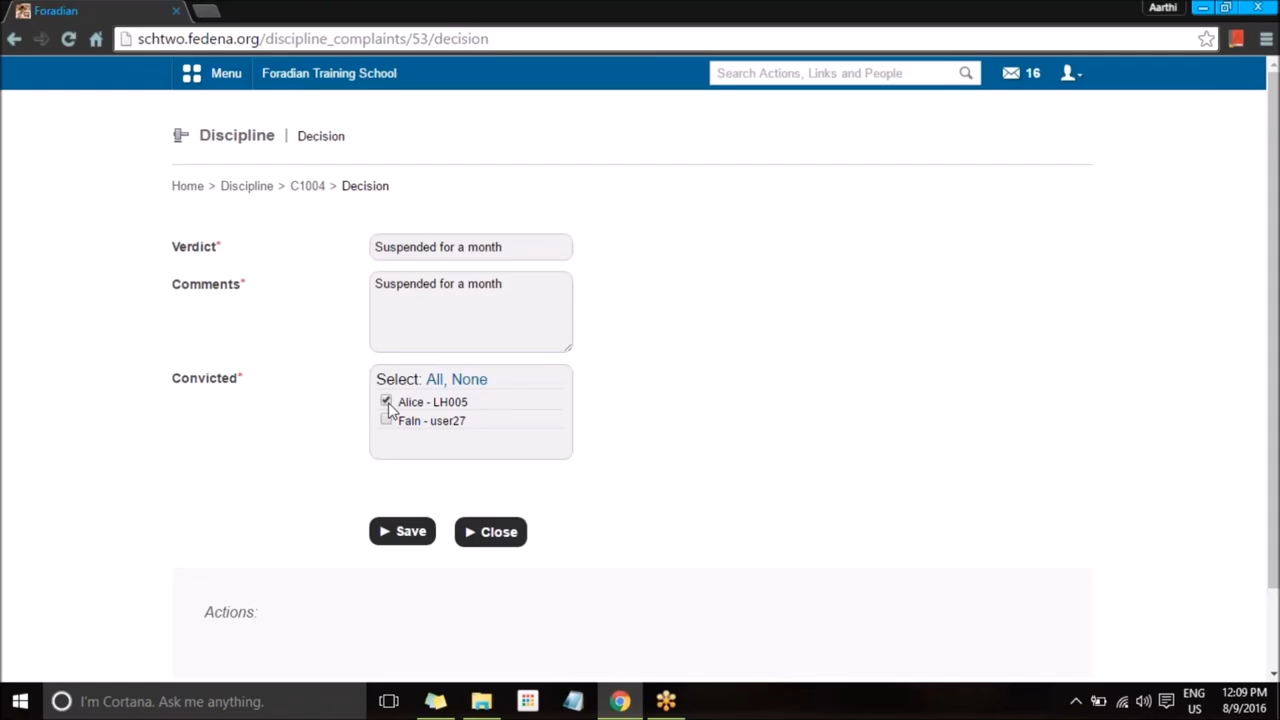 Foradian
Aarthi
schtwo.fedena.org/discipline_complaints/53/decision
Menu
Foradian Training School
Search Actions, Links and People
16
Discipline | Decision
Home > Discipline > C1004 > Decision
Verdict*
Suspended for a month
Comments*
Suspended for a month
Convicted*
Select: All, None
Alice - LH005
Faln - user27
Save
Close
Actions:
I'm Cortana. Ask me anything.
ENG
US
12:09 PM
8/9/2016